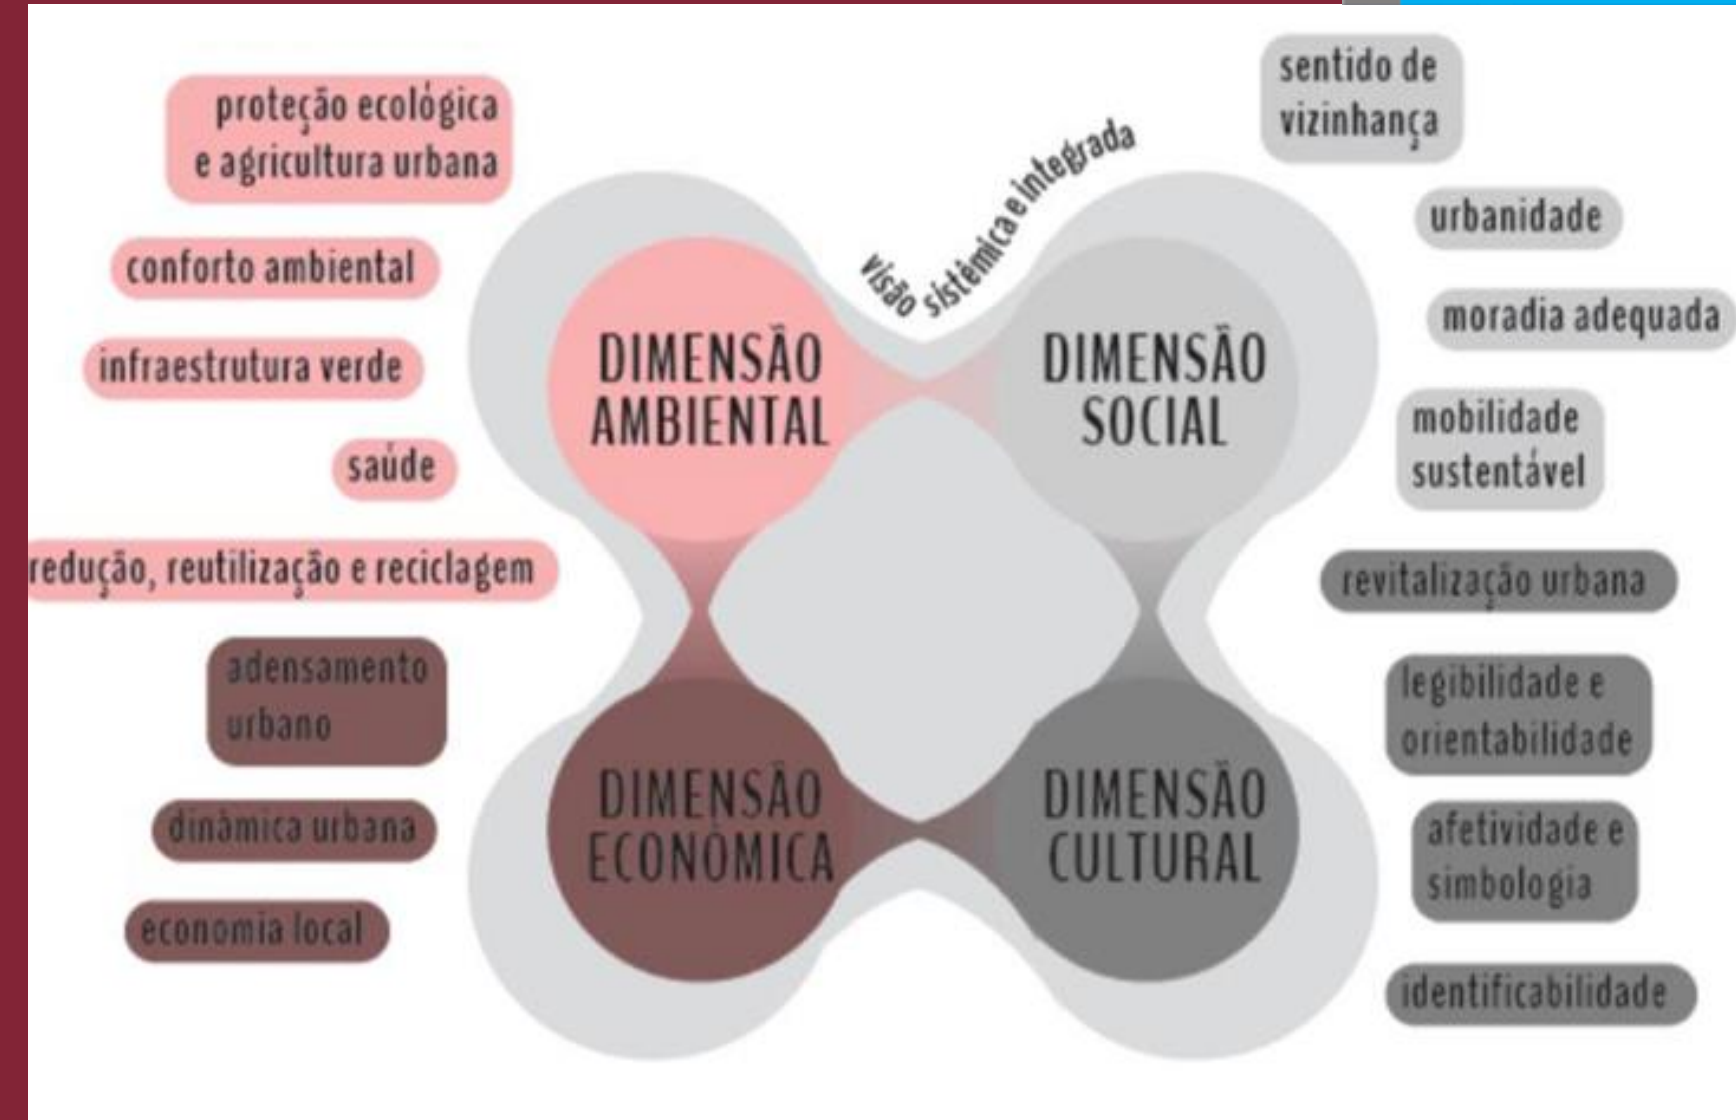 proteção ecológica
e agricultura urbana
conforto ambiental
infraestrutura verde
saúde
redução, reutilização e reciclagem
adensamento
urbano
dinâmica urbana
economia local
DIMENSÃO
AMBIENTAL
visão sistêmica e integrada
DIMENSÃO
SOCIAL
DIMENSÃO
ECONÔMICA
DIMENSÃO
CULTURAL
sentido de
vizinhança
urbanidade
moradia adequada
mobilidade
sustentável
revitalização urbana
legibilidade e
orientabilidade
afetividade e
simbologia
identificabilidade